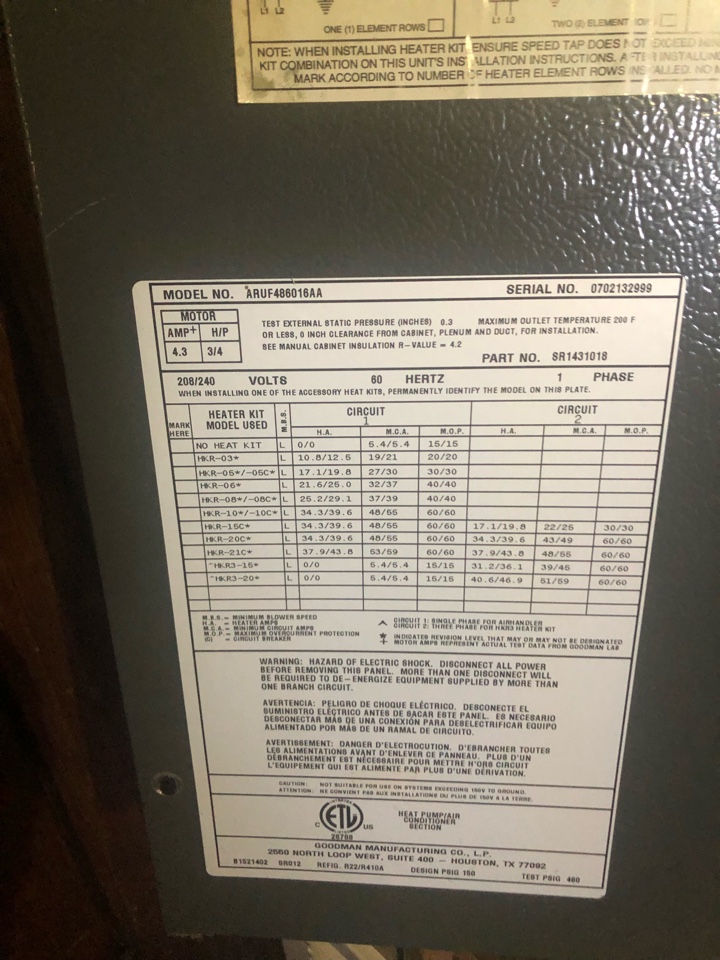 L1 L2
L1 L2
ONE (1) ELEMENT ROWS
TWO (2) ELEMENT
NOTE: WHEN INSTALLING HEATER KIT, ENSURE SPEED TAP DOES NOT EXCEED
KIT COMBINATION ON THIS UNIT'S INSTALLATION INSTRUCTIONS. AFTER INSTALLING
MARK ACCORDING TO NUMBER OF HEATER ELEMENT ROWS INSTALLED. NO
MODEL NO. ARUF486016AA SERIAL NO. 0702132999
MOTOR
AMP+ H/P
4.3 3/4
TEST EXTERNAL STATIC PRESSURE (INCHES) 0.3 MAXIMUM OUTLET TEMPERATURE 200 F
OR LESS, 0 INCH CLEARANCE FROM CABINET, PLENUM AND DUCT, FOR INSTALLATION.
SEE MANUAL CABINET INSULATION R-VALUE = 4.2
PART NO. SR1431018
208/240 VOLTS 60 HERTZ 1 PHASE
WHEN INSTALLING ONE OF THE ACCESSORY HEAT KITS, PERMANENTLY IDENTIFY THE MODEL ON THIS PLATE.
MARK HERE HEATER KIT MODEL USED M.B.S. CIRCUIT 1 CIRCUIT 2
H.A. M.C.A. M.O.P. H.A. M.C.A. M.O.P.
NO HEAT KIT L 0/0 5.4/5.4 15/15
HKR-03* L 10.8/12.5 19/21 20/20
HKR-05*/-05C* L 17.1/19.8 27/30 30/30
HKR-06* L 21.6/25.0 32/37 40/40
HKR-08*/-08C* L 25.2/29.1 37/39 40/40
HKR-10*/-10C* L 34.3/39.6 48/55 60/60
HKR-15C* L 34.3/39.6 48/55 60/60 17.1/19.8 22/25 30/30
HKR-20C* L 34.3/39.6 48/55 60/60 34.3/39.6 43/49 60/60
HKR-21C* L 37.9/43.8 53/59 60/60 37.9/43.8 48/55 60/60
^HKR3-15* L 0/0 5.4/5.4 15/15 31.2/36.1 39/45 60/60
^HKR3-20* L 0/0 5.4/5.4 15/15 40.6/46.9 51/59 60/60
M.B.S. = MINIMUM BLOWER SPEED
H.A. = HEATER AMPS
M.C.A. = MINIMUM CIRCUIT AMPS
M.O.P. = MAXIMUM OVERCURRENT PROTECTION
(C) = CIRCUIT BREAKER
^ CIRCUIT 1: SINGLE PHASE FOR AIRHANDLER
CIRCUIT 2: THREE PHASE FOR HKR3 HEATER KIT
* INDICATES REVISION LEVEL THAT MAY OR MAY NOT BE DESIGNATED
+ MOTOR AMPS REPRESENT ACTUAL TEST DATA FROM GOODMAN LAB
WARNING: HAZARD OF ELECTRIC SHOCK. DISCONNECT ALL POWER
BEFORE REMOVING THIS PANEL. MORE THAN ONE DISCONNECT WILL
BE REQUIRED TO DE-ENERGIZE EQUIPMENT SUPPLIED BY MORE THAN
ONE BRANCH CIRCUIT.
AVERTENCIA: PELIGRO DE CHOQUE ELÉCTRICO. DESCONECTE EL
SUMINISTRO ELÉCTRICO ANTES DE SACAR ESTE PANEL. ES NECESARIO
DESCONECTAR MÁS DE UNA CONEXIÓN PARA DESELECTRIFICAR EQUIPO
ALIMENTADO POR MÁS DE UN RAMAL DE CIRCUITO.
AVERTISSEMENT: DANGER D'ELECTROCUTION. D'EBRANCHER TOUTES
LES ALIMENTATIONS AVANT D'ENLEVER CE PANNEAU. PLUS D'UN
DÉBRANCHEMENT EST NÉCESSAIRE POUR METTRE H'ORS CIRCUIT
L'EQUIPEMENT QUI EST ALIMENTE PAR PLUS D'UNE DÉRIVATION.
CAUTION: NOT SUITABLE FOR USE ON SYSTEMS EXCEEDING 150V TO GROUND.
ATTENTION: NE CONVIENT PAS AUX INSTALLATIONS DU PLUS DE 150V A LA TERRE.
C ETL US
28788
HEAT PUMP/AIR
CONDITIONER
SECTION
GOODMAN MANUFACTURING CO., L.P.
2550 NORTH LOOP WEST, SUITE 400 - HOUSTON, TX 77092
B1521402 SR012 REFIG. R22/R410A DESIGN PSIG 150 TEST PSIG 480